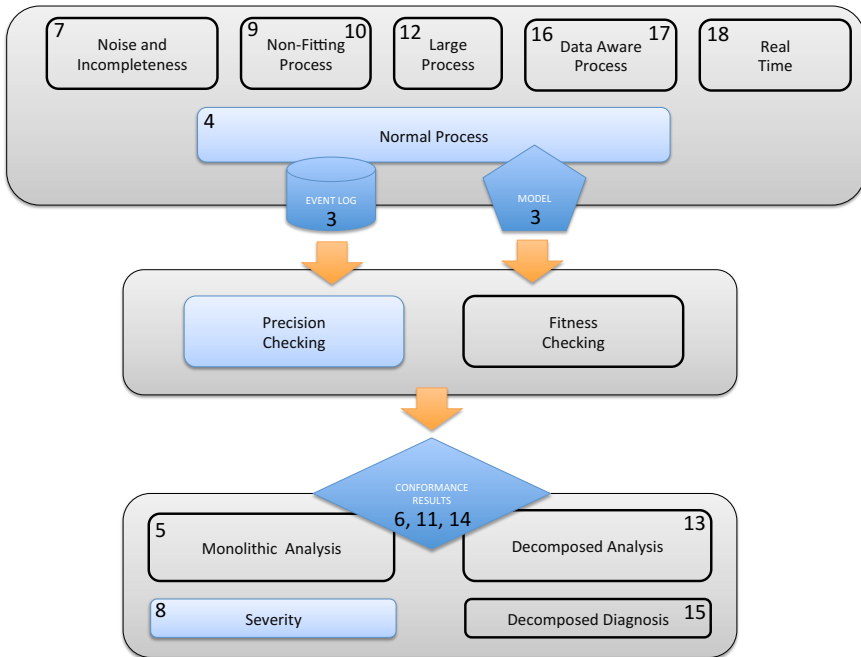 7
Noise and
Incompleteness
9
10
Non-Fitting
Process
12
Large
Process
16
17
Data Aware
Process
18
Real
Time
4
Normal Process
EVENT LOG
3
MODEL
3
Precision
Checking
Fitness
Checking
CONFORMANCE
RESULTS
6, 11, 14
5
Monolithic Analysis
13
Decomposed Analysis
8
Severity
15
Decomposed Diagnosis